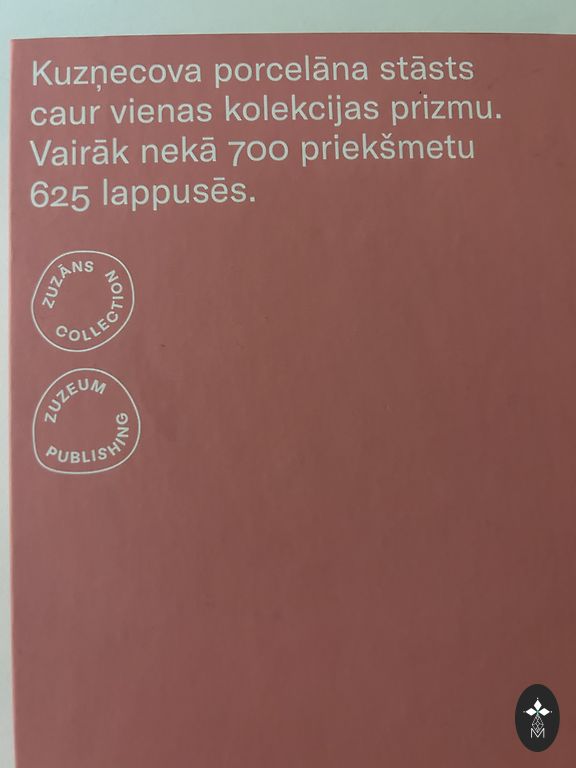 Kuzņecova porcelāna stāsts
caur vienas kolekcijas prizmu.
Vairāk nekā 700 priekšmetu
625 lappusēs.
ZUZĀNS COLLECTION
ZUZEUM PUBLISHING
M